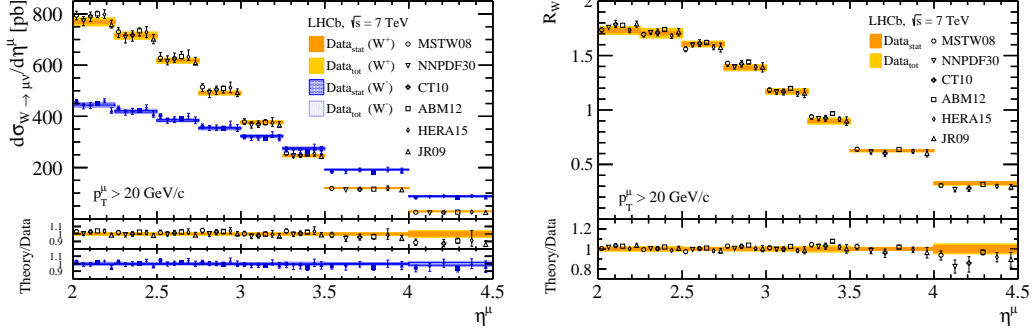 dσ_{W → μν}/dη^μ [pb]
800
600
400
200
LHCb, √s = 7 TeV
Data_stat (W⁺)
Data_tot (W⁺)
Data_stat (W⁻)
Data_tot (W⁻)
MSTW08
NNPDF30
CT10
ABM12
HERA15
JR09
p_T^μ > 20 GeV/c
Theory/Data
1.1
1
0.9
1.1
1
0.9
2
2.5
3
3.5
4
4.5
η^μ
R_W
2
1.5
1
0.5
LHCb, √s = 7 TeV
Data_stat
Data_tot
MSTW08
NNPDF30
CT10
ABM12
HERA15
JR09
p_T^μ > 20 GeV/c
Theory/Data
1.2
1
0.8
2
2.5
3
3.5
4
4.5
η^μ